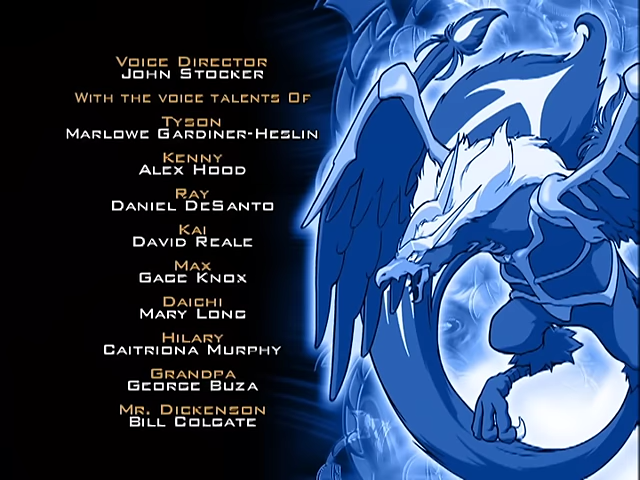 Voice Director
John Stocker
With the voice talents Of
Tyson
Marlowe Gardiner-Heslin
Kenny
Alex Hood
Ray
Daniel DeSanto
Kai
David Reale
Max
Gage Knox
Daichi
Mary Long
Hilary
Caitriona Murphy
Grandpa
George Buza
Mr. Dickenson
Bill Colgate